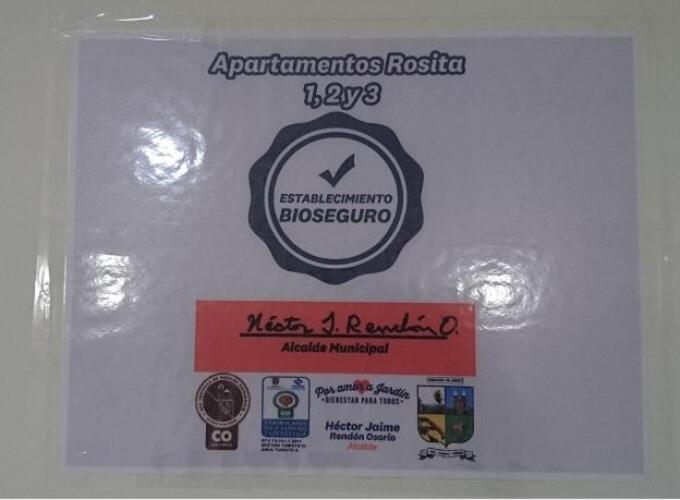 Apartamentos Rosita
1, 2 y 3
ESTABLECIMIENTO
BIOSEGURO
Héctor J. Rendón O.
Alcalde Municipal
CO
CO
Por amor a Jardín
• BIENESTAR PARA TODOS •
Héctor Jaime
Rendón Osorio
Alcalde